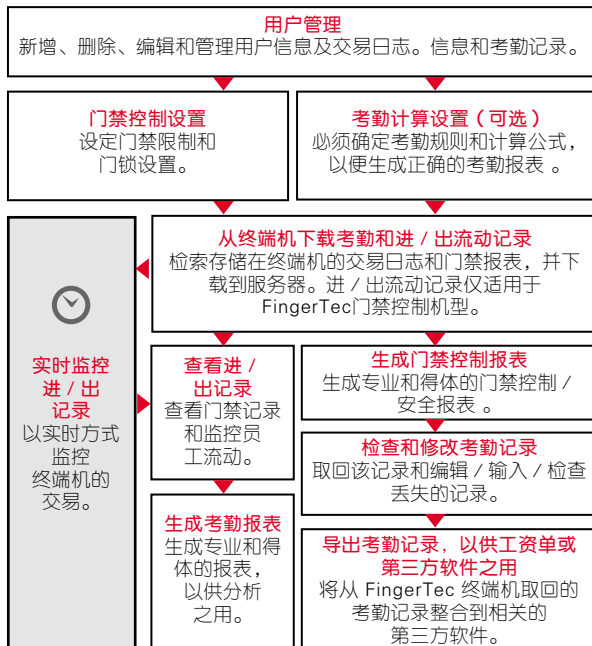 用户管理
新增、删除、编辑和管理用户信息及交易日志。信息和考勤记录。
门禁控制设置
设定门禁限制和
门锁设置。
考勤计算设置（可选）
必须确定考勤规则和计算公式，
以便生成正确的考勤报表 。
从终端机下载考勤和进 / 出流动记录
检索存储在终端机的交易日志和门禁报表，并下
载到服务器。进 / 出流动记录仅适用于
FingerTec门禁控制机型。
实时监控
进 / 出
记录
以实时方式
监控
终端机的
交易。
查看进 /
出记录
查看门禁记录
和监控员
工流动。
生成门禁控制报表
生成专业和得体的门禁控制 /
安全报表 。
检查和修改考勤记录
取回该记录和编辑 / 输入 / 检查
丢失的记录。
生成考勤报表
生成专业和得
体的报表，
以供分析
之用。
导出考勤记录，以供工资单或
第三方软件之用
将从 FingerTec 终端机取回的
考勤记录整合到相关的
第三方软件。